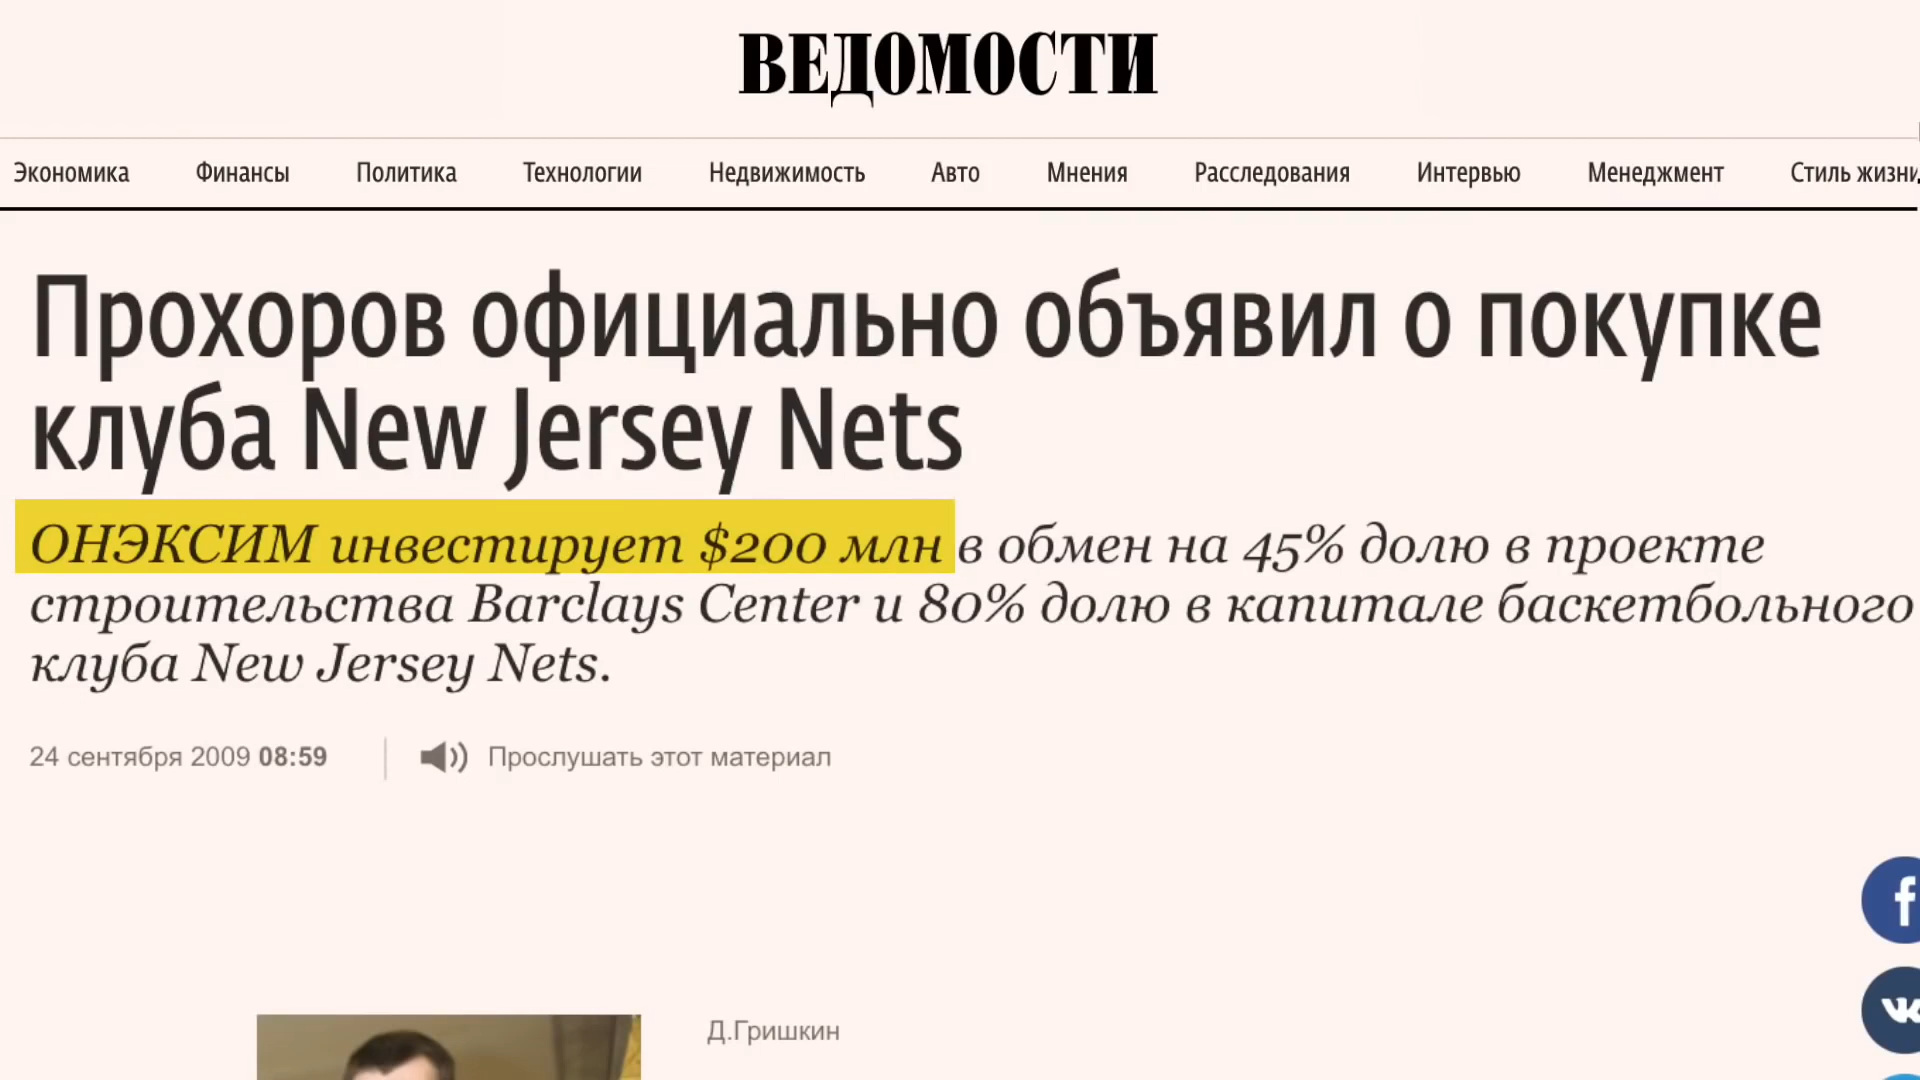 ВЕДОМОСТИ
Экономика Финансы Политика Технологии Недвижимость Авто Мнения Расследования Интервью Менеджмент Стиль жизни
Прохоров официально объявил о покупке
клуба New Jersey Nets
ОНЭКСИМ инвестирует $200 млн в обмен на 45% долю в проекте
строительства Barclays Center и 80% долю в капитале баскетбольного
клуба New Jersey Nets.
24 сентября 2009 08:59 Прослушать этот материал
Д.Гришкин